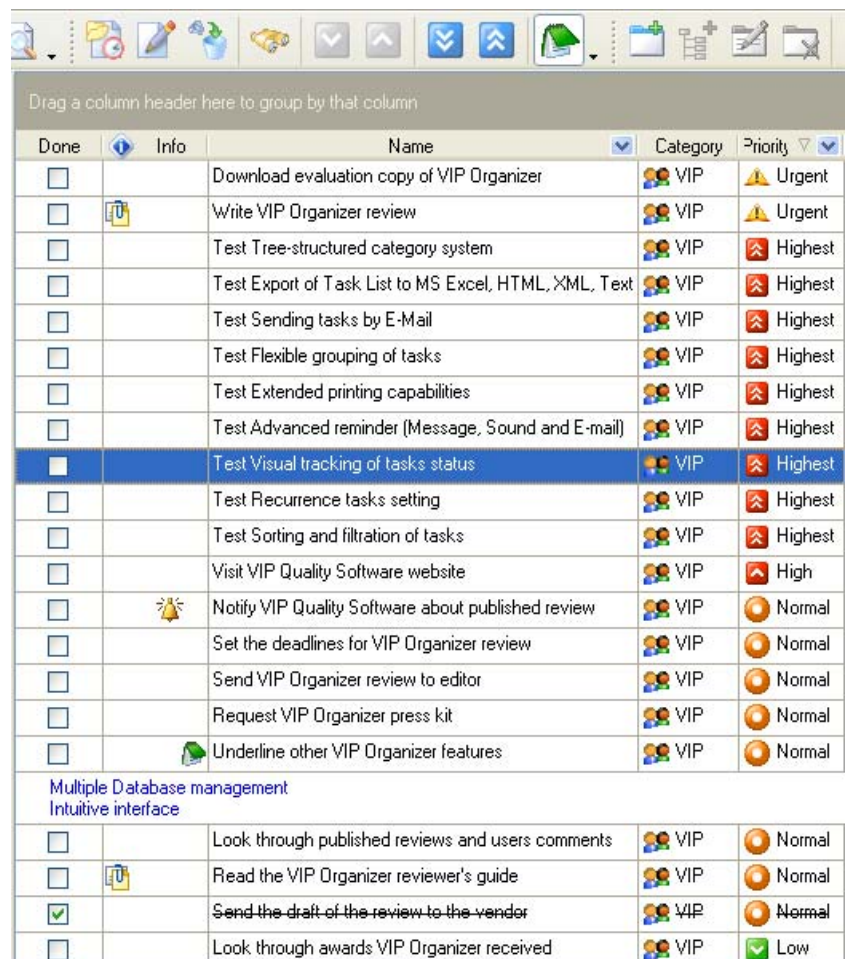 Drag a column header here to group by that column
Done Info Name Category Priority
Download evaluation copy of VIP Organizer VIP Urgent
Write VIP Organizer review VIP Urgent
Test Tree-structured category system VIP Highest
Test Export of Task List to MS Excel, HTML, XML, Text VIP Highest
Test Sending tasks by E-Mail VIP Highest
Test Flexible grouping of tasks VIP Highest
Test Extended printing capabilities VIP Highest
Test Advanced reminder (Message, Sound and E-mail) VIP Highest
Test Visual tracking of tasks status VIP Highest
Test Recurrence tasks setting VIP Highest
Test Sorting and filtration of tasks VIP Highest
Visit VIP Quality Software website VIP High
Notify VIP Quality Software about published review VIP Normal
Set the deadlines for VIP Organizer review VIP Normal
Send VIP Organizer review to editor VIP Normal
Request VIP Organizer press kit VIP Normal
Underline other VIP Organizer features VIP Normal
Multiple Database management
Intuitive interface
Look through published reviews and users comments VIP Normal
Read the VIP Organizer reviewer's guide VIP Normal
Send the draft of the review to the vendor VIP Normal
Look through awards VIP Organizer received VIP Low